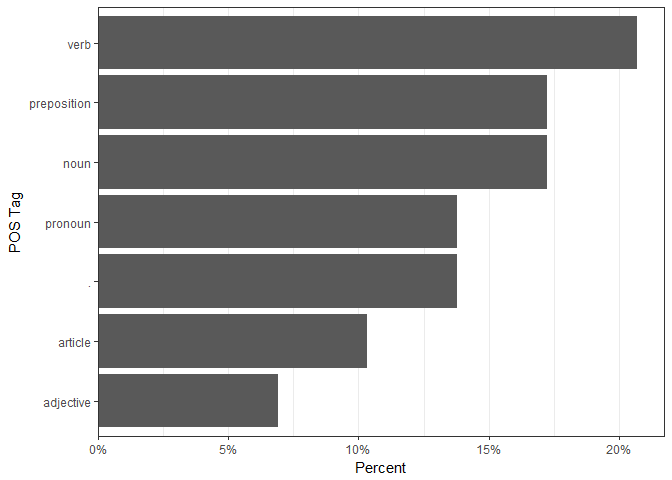 verb
preposition
noun
pronoun
.
article
adjective
POS Tag
0% 5% 10% 15% 20%
Percent